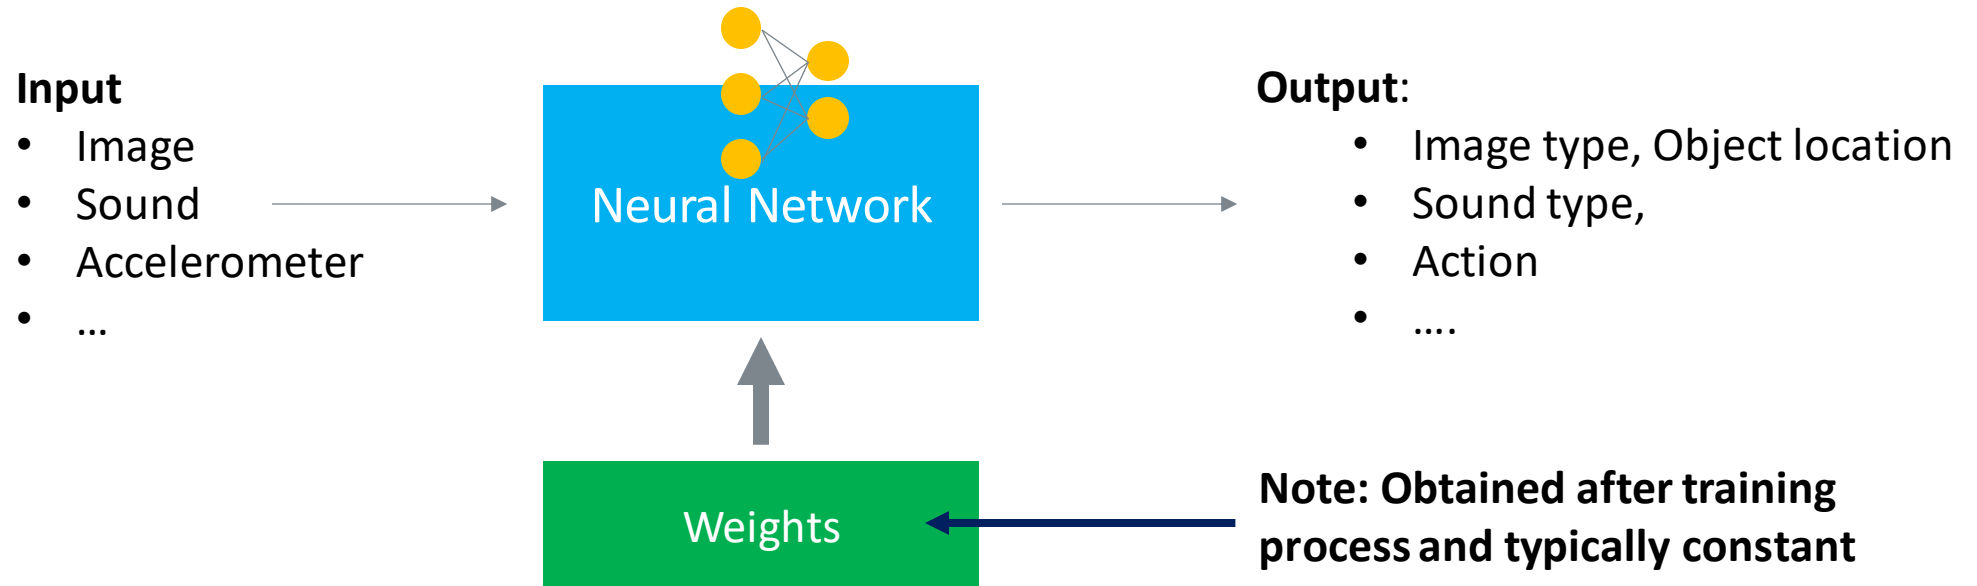 Input
• Image
• Sound
• Accelerometer
• ...
Neural Network
Output:
• Image type, Object location
• Sound type,
• Action
• ....
Weights
Note: Obtained after training
process and typically constant